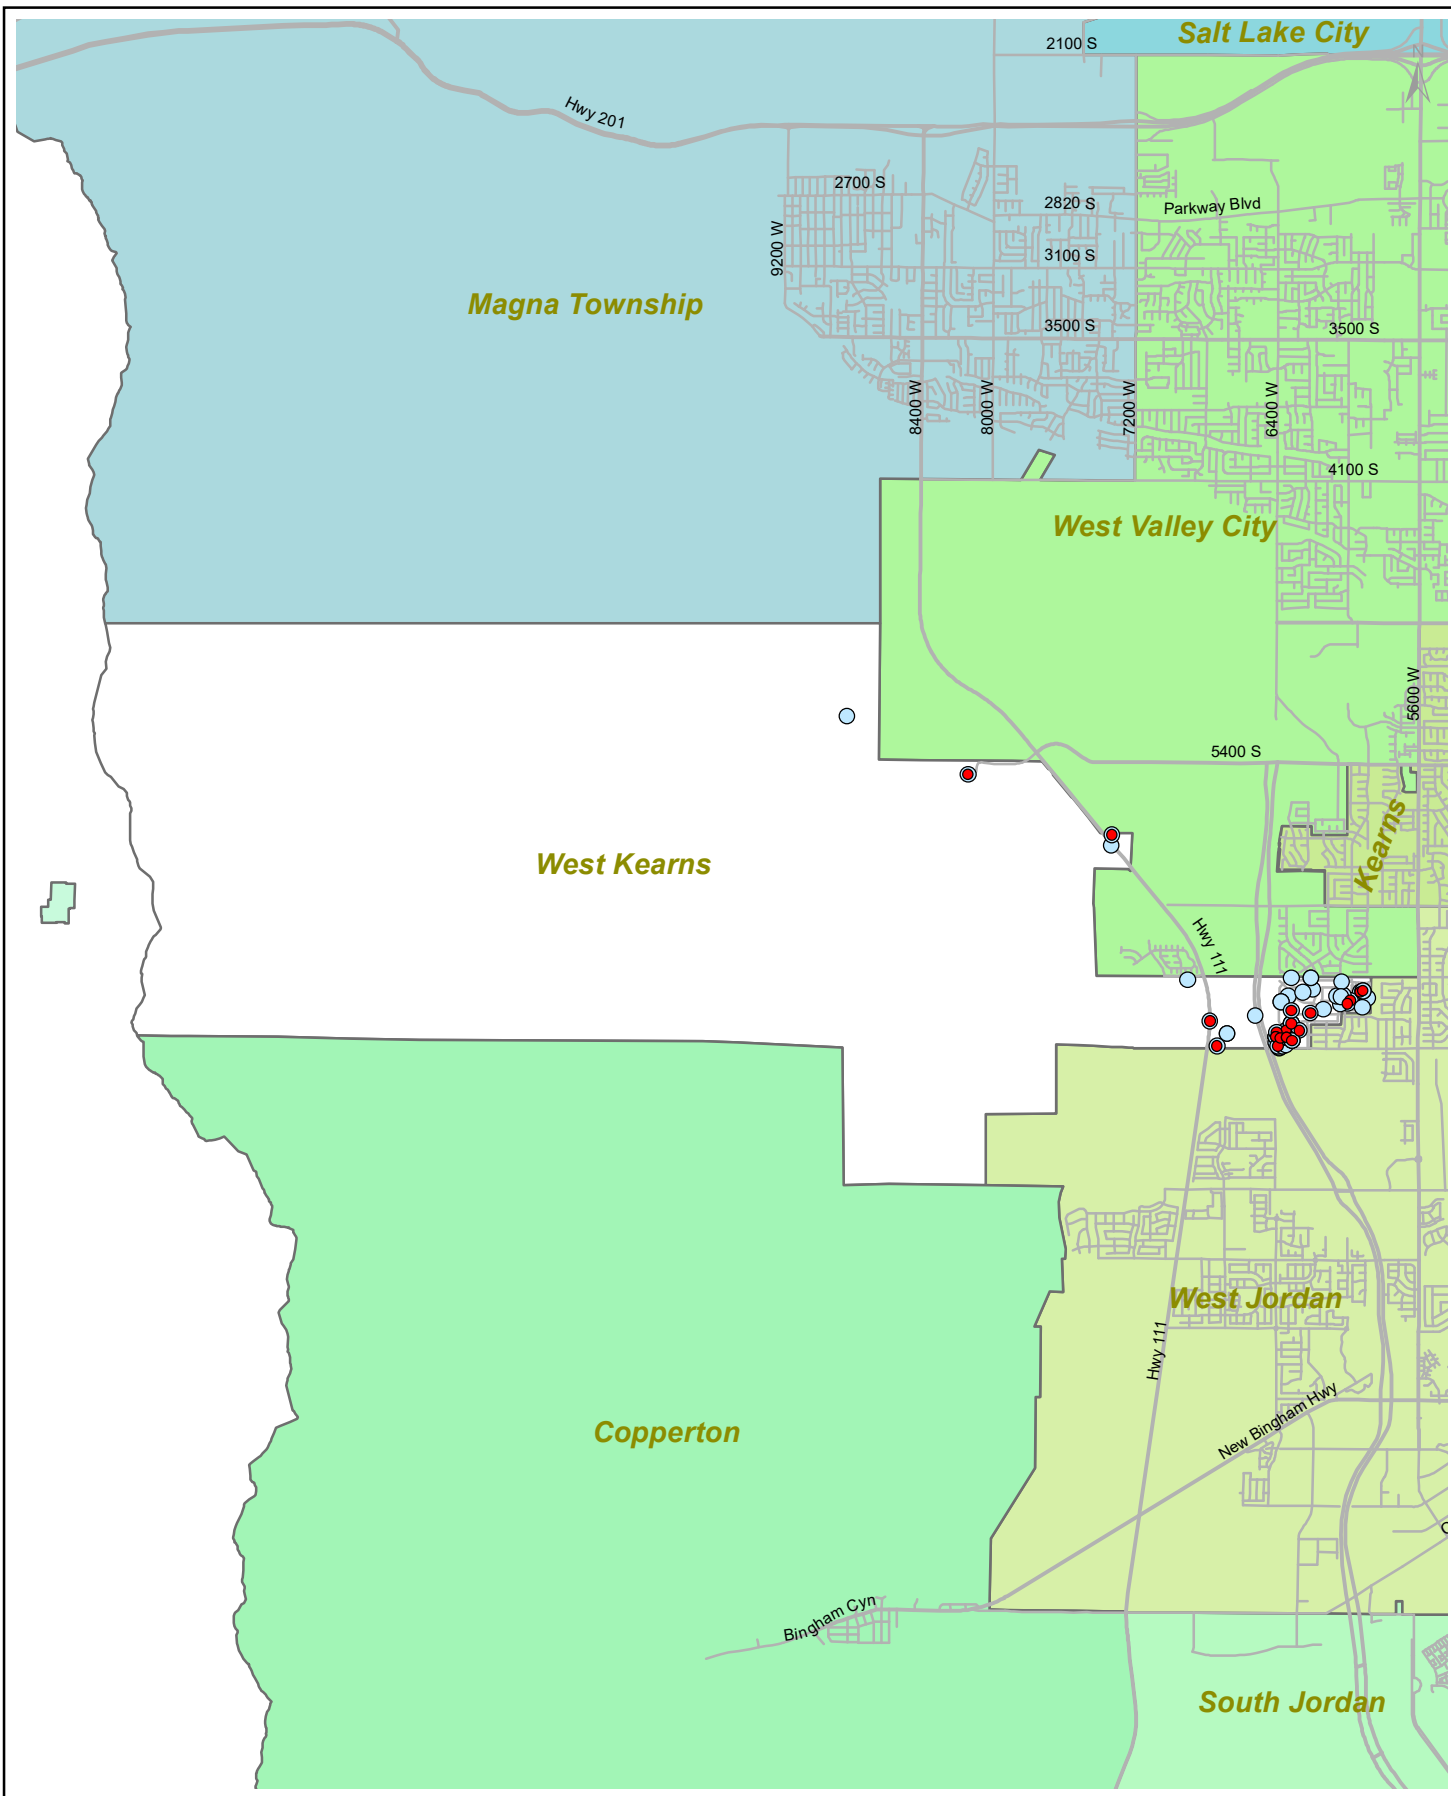 Salt Lake City
2100 S
N
Hwy 201
2700 S
2820 S
Parkway Blvd
9200 W
3100 S
Magna Township
3500 S
3500 S
8400 W
8000 W
7200 W
6400 W
4100 S
West Valley City
5600 W
5400 S
Kearns
West Kearns
Hwy 111
West Jordan
Hwy 111
New Bingham Hwy
Copperton
Bingham Cyn
South Jordan